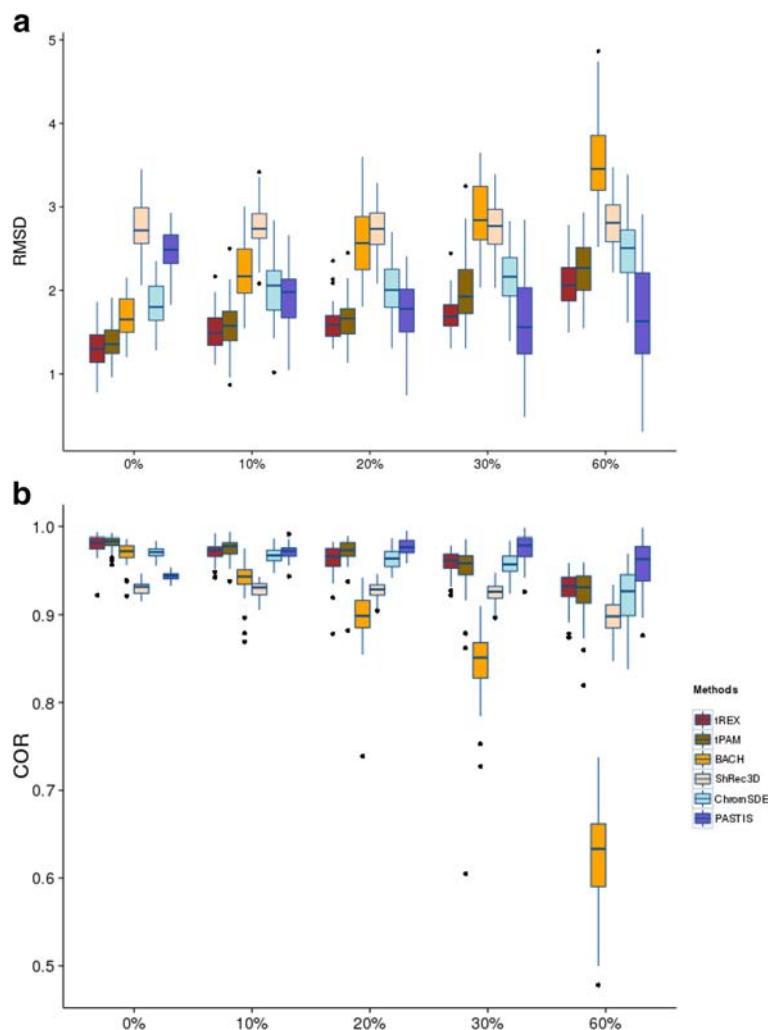 a
5
4
3
2
1
RMSD
0% 10% 20% 30% 60%
b
1.0
0.9
0.8
0.7
0.6
0.5
COR
0% 10% 20% 30% 60%
Methods
tREX
tPAM
BACH
ShRec3D
ChromSDE
PASTIS